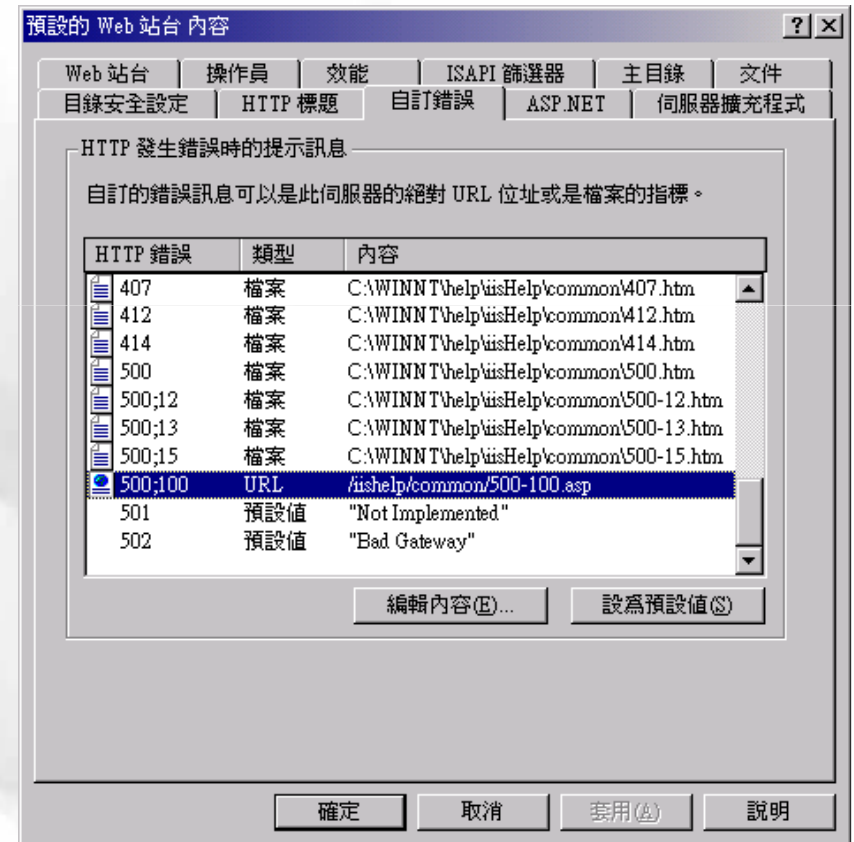 預設的 Web 站台 內容
Web 站台 操作員 效能 ISAPI 篩選器 主目錄 文件
目錄安全設定 HTTP 標題 自訂錯誤 ASP.NET 伺服器擴充程式
HTTP 發生錯誤時的提示訊息
自訂的錯誤訊息可以是此伺服器的絕對 URL 位址或是檔案的指標。
HTTP 錯誤 類型 內容
407 檔案 C:\WINNT\help\iisHelp\common\407.htm
412 檔案 C:\WINNT\help\iisHelp\common\412.htm
414 檔案 C:\WINNT\help\iisHelp\common\414.htm
500 檔案 C:\WINNT\help\iisHelp\common\500.htm
500;12 檔案 C:\WINNT\help\iisHelp\common\500-12.htm
500;13 檔案 C:\WINNT\help\iisHelp\common\500-13.htm
500;15 檔案 C:\WINNT\help\iisHelp\common\500-15.htm
500;100 URL /iishelp/common/500-100.asp
501 預設值 "Not Implemented"
502 預設值 "Bad Gateway"
編輯內容(E)... 設為預設值(S)
確定 取消 套用(A) 說明